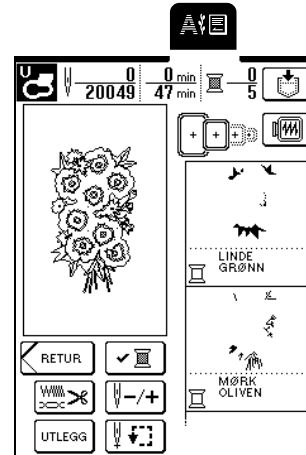 A
U
0 0 min 0
20049 47 min 5
LINDE
GRØNN
RETUR
MØRK
OLIVEN
-/+
UTLEGG